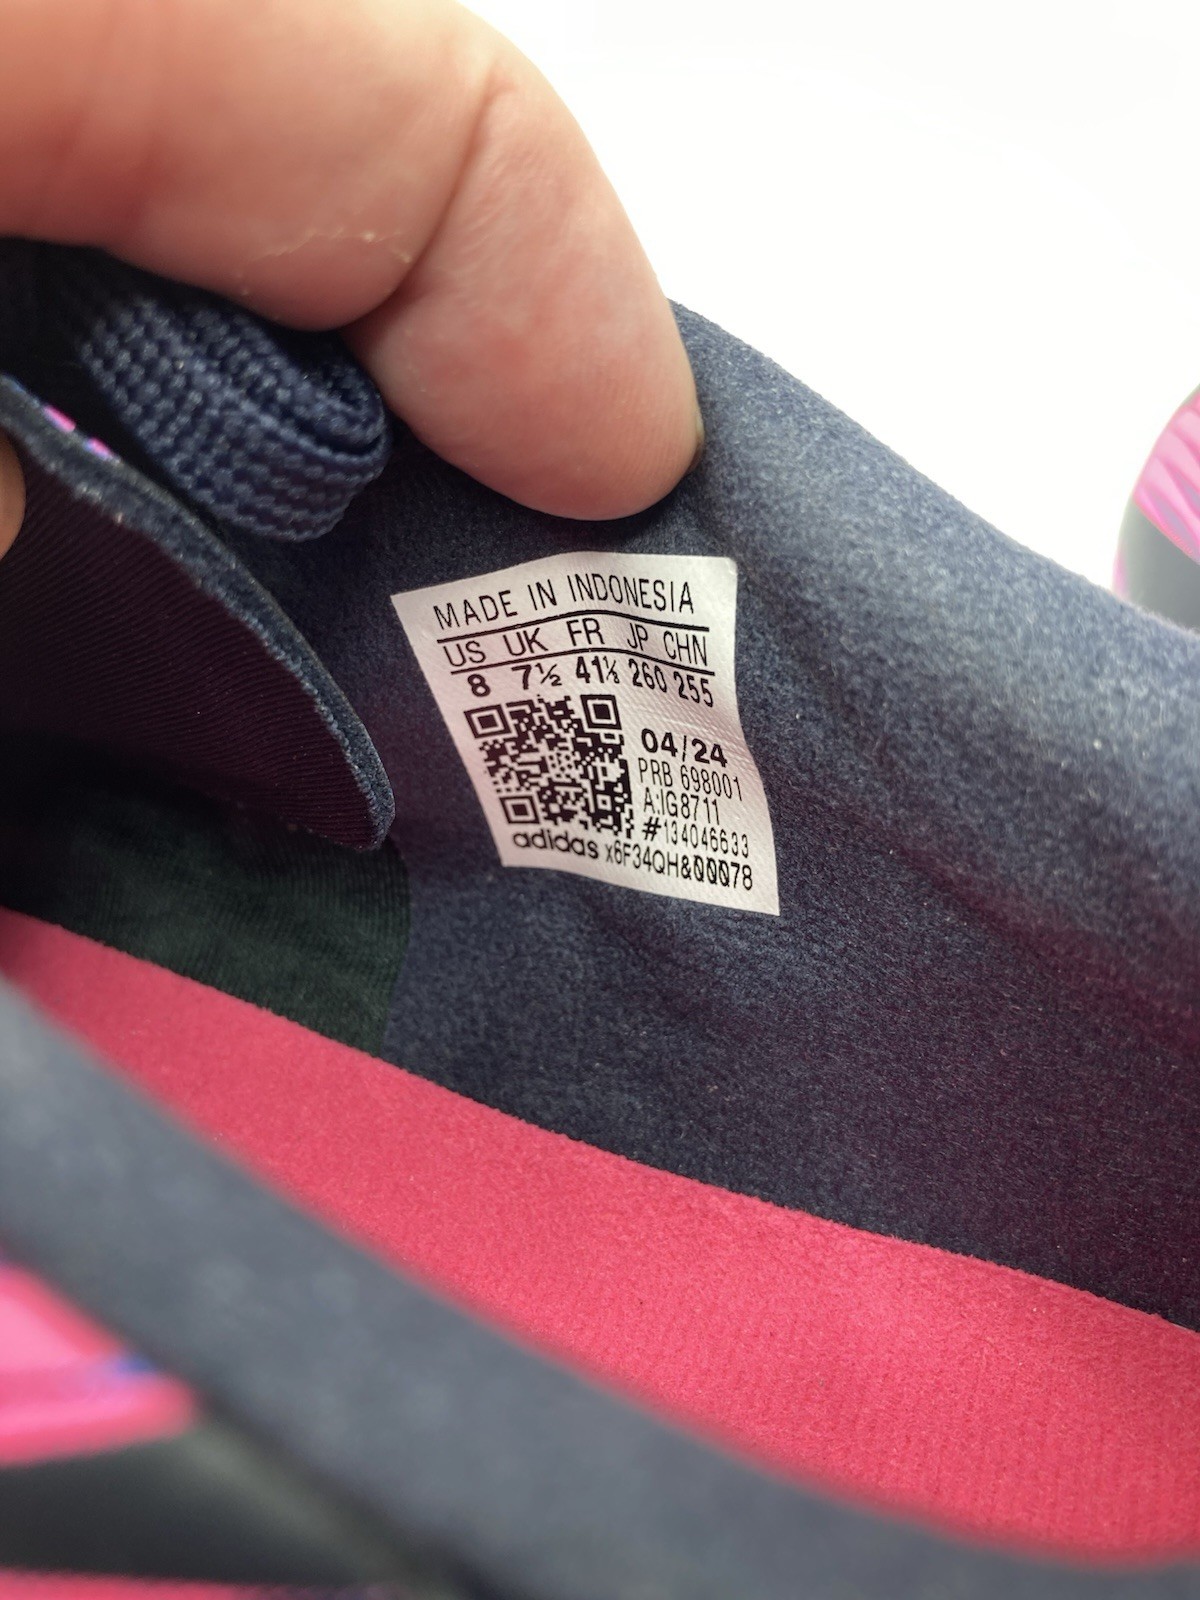 MADE IN INDONESIA
US UK FR JP CHN
8 7½ 41⅓ 260 255
04/24
PRB 698001
A:IG8711
#134046633
adidas x6F34QH&00078